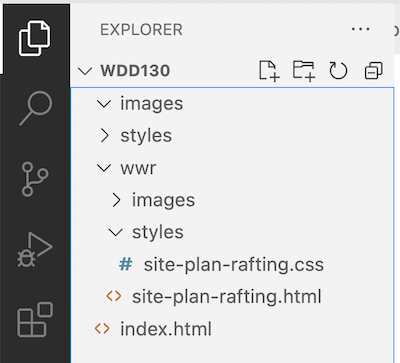 EXPLORER
WDD130
images
styles
wwr
images
styles
# site-plan-rafting.css
<> site-plan-rafting.html
<> index.html